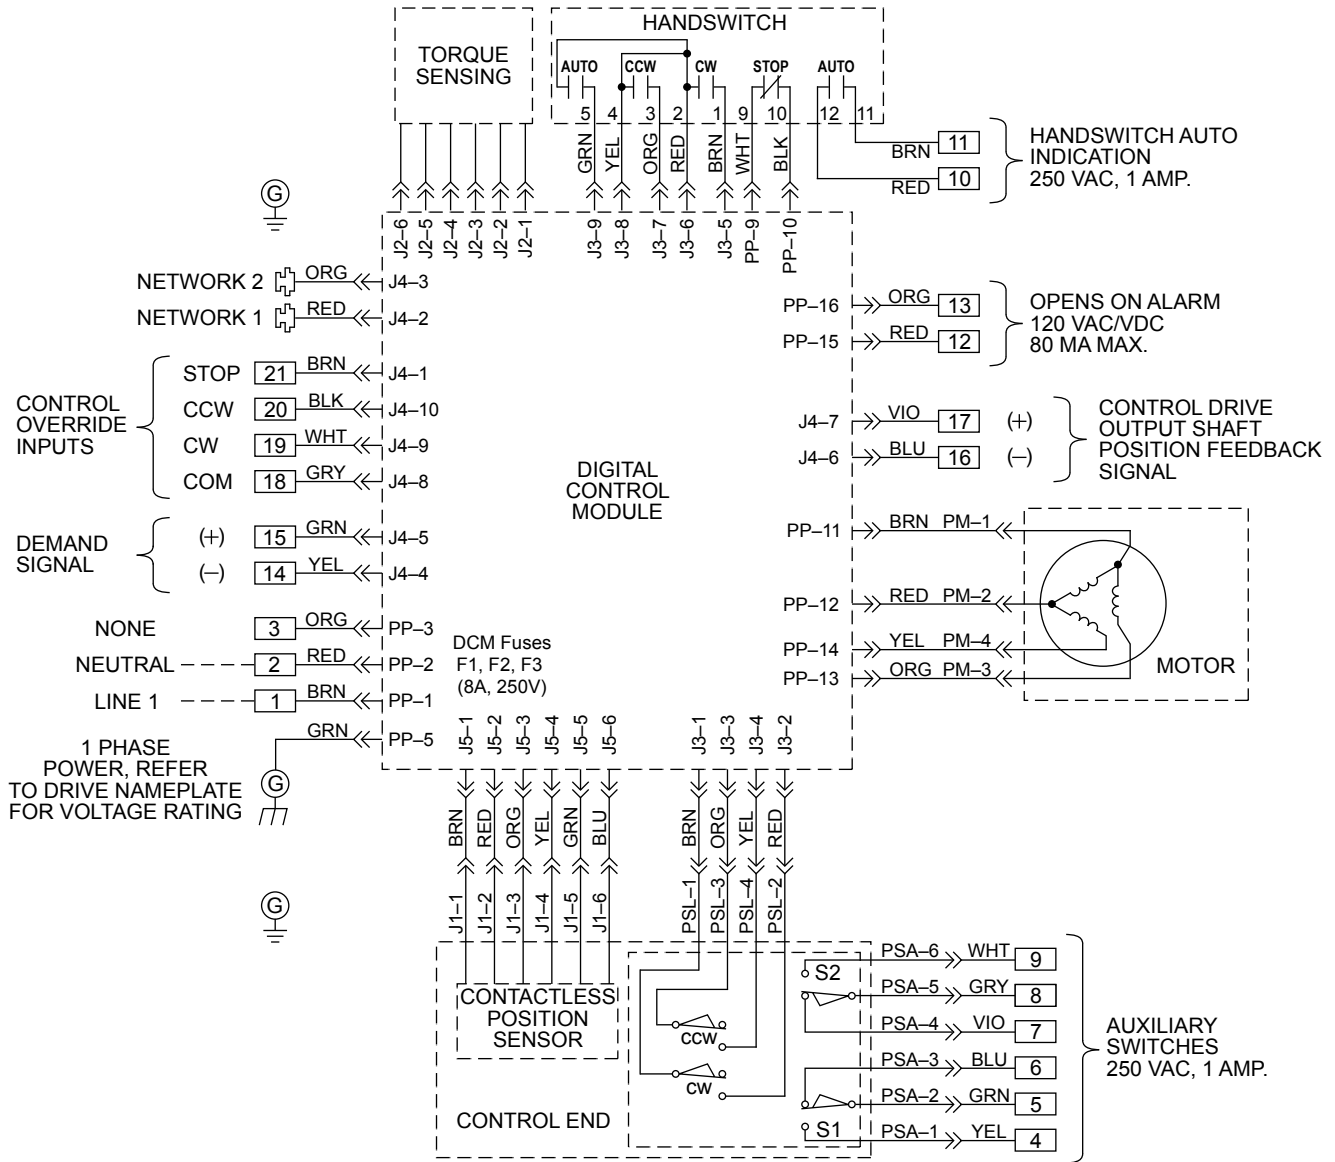 HANDSWITCH
TORQUE
SENSING
AUTO
CCW
CW
STOP
AUTO
5
4
3
2
1
9
10
12
11
GRN
YEL
ORG
RED
BRN
WHT
BLK
BRN
11
RED
10
HANDSWITCH AUTO
INDICATION
250 VAC, 1 AMP.
G
J2–6
J2–5
J2–4
J2–3
J2–2
J2–1
J3–9
J3–8
J3–7
J3–6
J3–5
PP–9
PP–10
NETWORK 2
ORG
J4–3
NETWORK 1
RED
J4–2
CONTROL
OVERRIDE
INPUTS
STOP
21
BRN
J4–1
CCW
20
BLK
J4–10
CW
19
WHT
J4–9
COM
18
GRY
J4–8
DEMAND
SIGNAL
(+)
15
GRN
J4–5
(–)
14
YEL
J4–4
NONE
3
ORG
PP–3
NEUTRAL
2
RED
PP–2
LINE 1
1
BRN
PP–1
GRN
PP–5
1 PHASE
POWER, REFER
TO DRIVE NAMEPLATE
FOR VOLTAGE RATING
G
DIGITAL
CONTROL
MODULE
DCM Fuses
F1, F2, F3
(8A, 250V)
PP–16
ORG
13
PP–15
RED
12
OPENS ON ALARM
120 VAC/VDC
80 MA MAX.
J4–7
VIO
17
(+)
J4–6
BLU
16
(–)
CONTROL DRIVE
OUTPUT SHAFT
POSITION FEEDBACK
SIGNAL
PP–11
BRN
PM–1
PP–12
RED
PM–2
PP–14
YEL
PM–4
PP–13
ORG
PM–3
MOTOR
J5–1
J5–2
J5–3
J5–4
J5–5
J5–6
J3–1
J3–3
J3–4
J3–2
BRN
RED
ORG
YEL
GRN
BLU
BRN
ORG
YEL
RED
G
J1–1
J1–2
J1–3
J1–4
J1–5
J1–6
PSL–1
PSL–3
PSL–4
PSL–2
CONTACTLESS
POSITION
SENSOR
CONTROL END
CCW
CW
S2
S1
PSA–6
WHT
9
PSA–5
GRY
8
PSA–4
VIO
7
PSA–3
BLU
6
PSA–2
GRN
5
PSA–1
YEL
4
AUXILIARY
SWITCHES
250 VAC, 1 AMP.